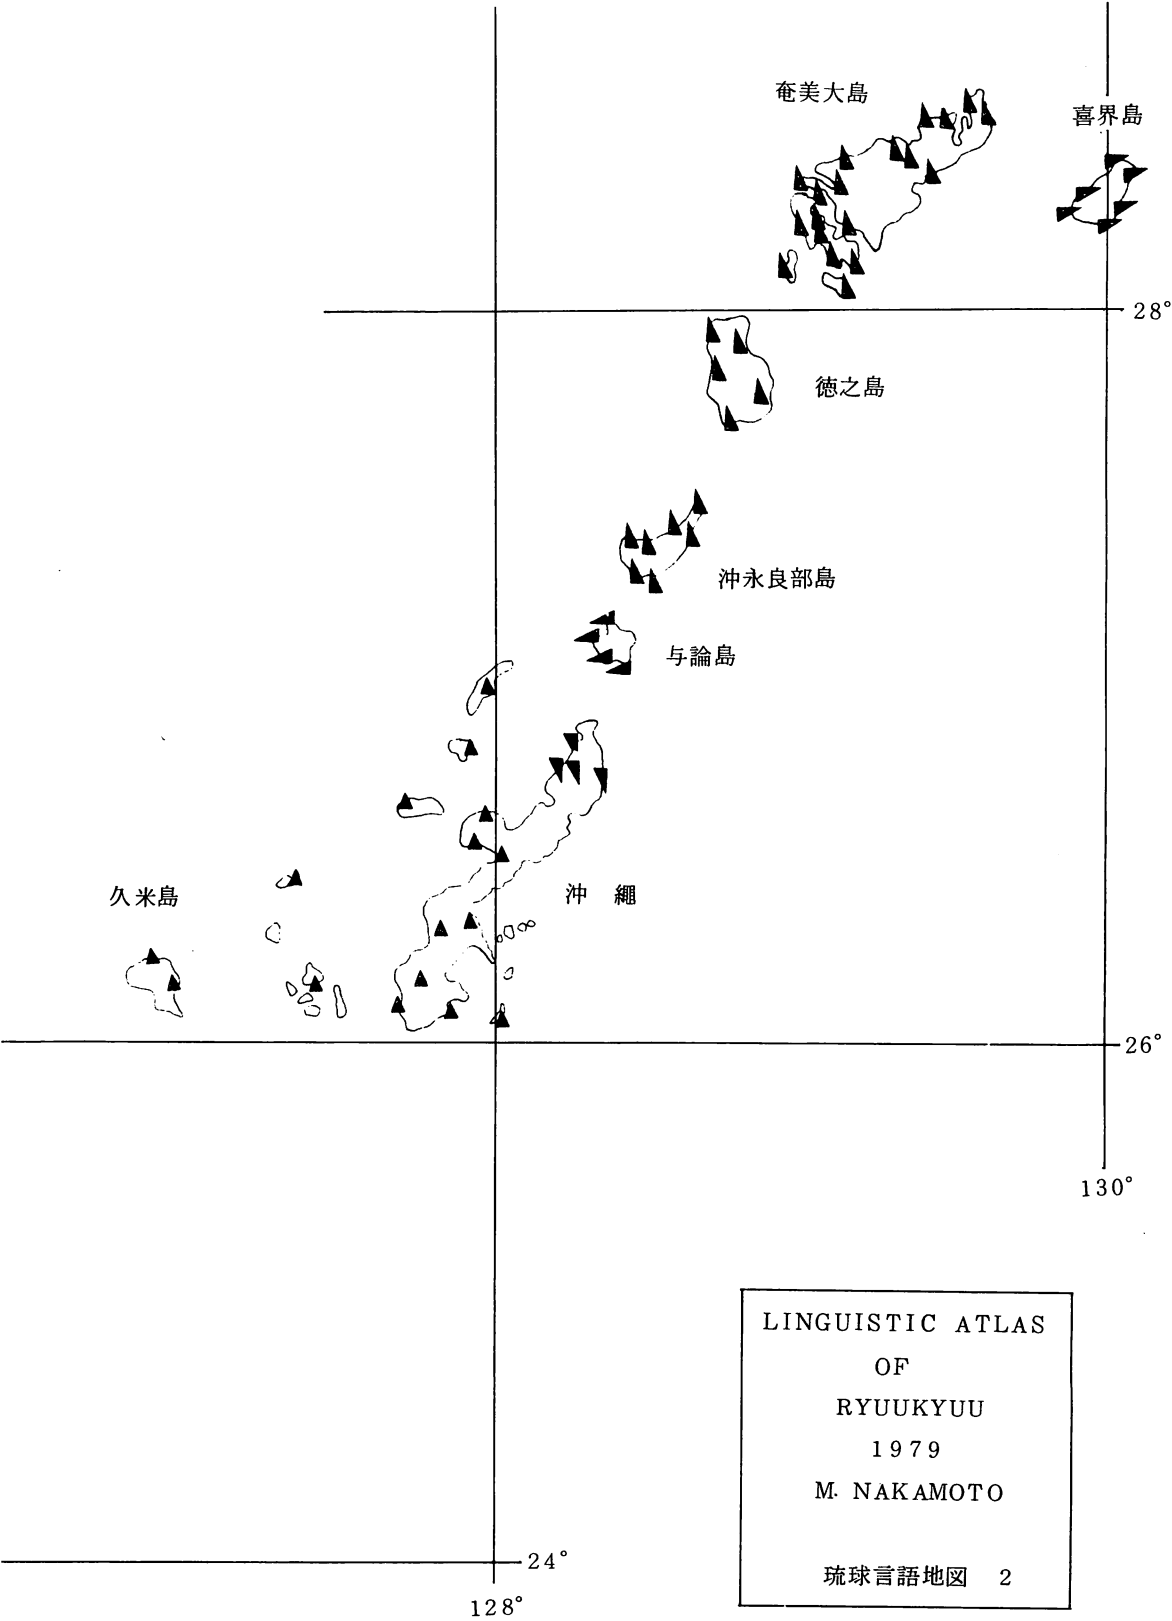 奄美大島
喜界島
28°
徳之島
沖永良部島
与論島
久米島
沖縄
26°
130°
LINGUISTIC ATLAS
OF
RYUUKYUU
1979
M. NAKAMOTO
琉球言語地図 2
24°
128°